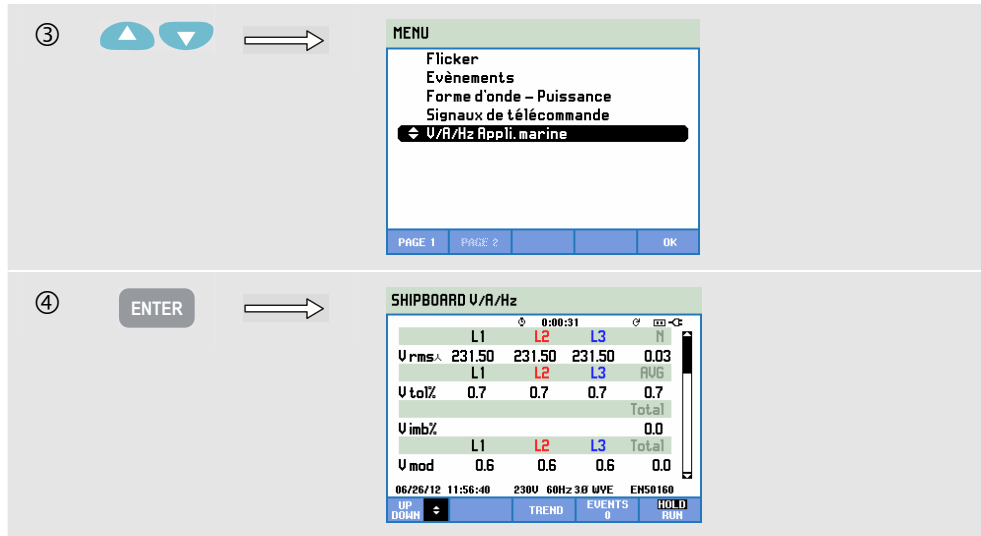 ③
MENU
Flicker
Evènements
Forme d'onde – Puissance
Signaux de télécommande
V/A/Hz Appli. marine
PAGE 1 PAGE 2 OK
④ ENTER
SHIPBOARD V/A/Hz
0:00:31
L1 L2 L3 N
V rms⅄ 231.50 231.50 231.50 0.03
L1 L2 L3 AVG
V tol% 0.7 0.7 0.7 0.7
Total
V imb% 0.0
L1 L2 L3 Total
V mod 0.6 0.6 0.6 0.0
06/26/12 11:56:40 230V 60Hz 3Ø WYE EN50160
UP DOWN TREND EVENTS 0 HOLD RUN